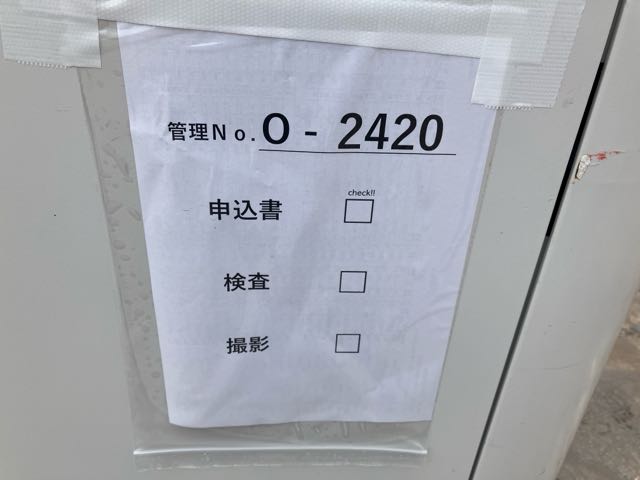 管理No.O - 2420
check!!
申込書
検査
撮影